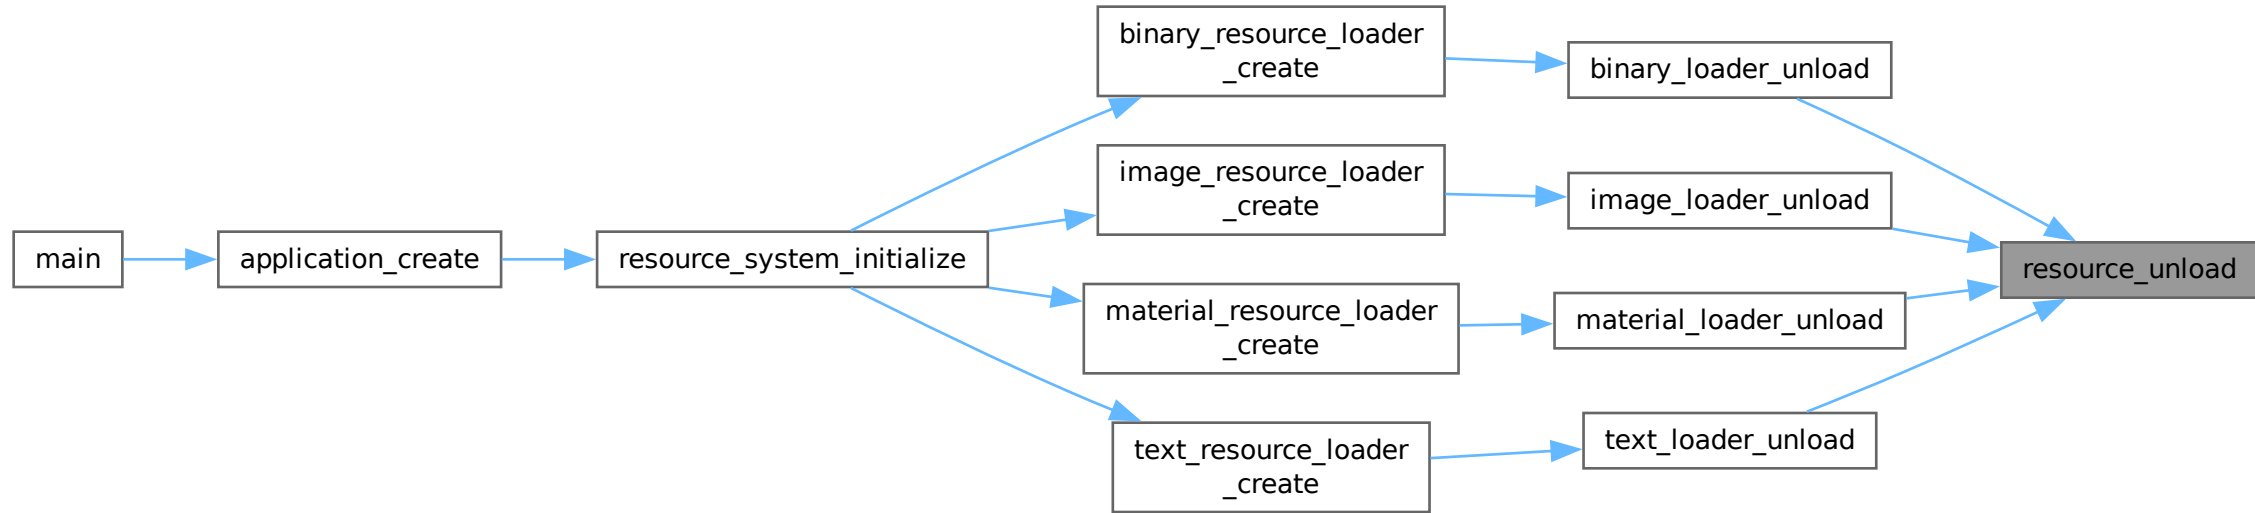 main
application_create
resource_system_initialize
binary_resource_loader
_create
image_resource_loader
_create
material_resource_loader
_create
text_resource_loader
_create
binary_loader_unload
image_loader_unload
material_loader_unload
text_loader_unload
resource_unload